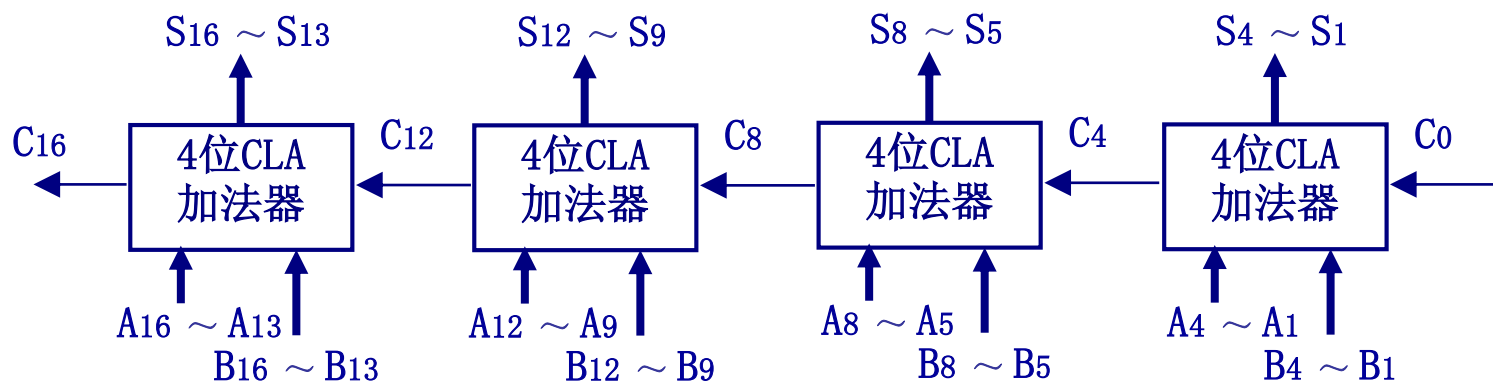 S16 ~ S13 S12 ~ S9 S8 ~ S5 S4 ~ S1
C16 C12 C8 C4 C0
4位CLA 4位CLA 4位CLA 4位CLA
加法器 加法器 加法器 加法器
A16 ~ A13 A12 ~ A9 A8 ~ A5 A4 ~ A1
B16 ~ B13 B12 ~ B9 B8 ~ B5 B4 ~ B1